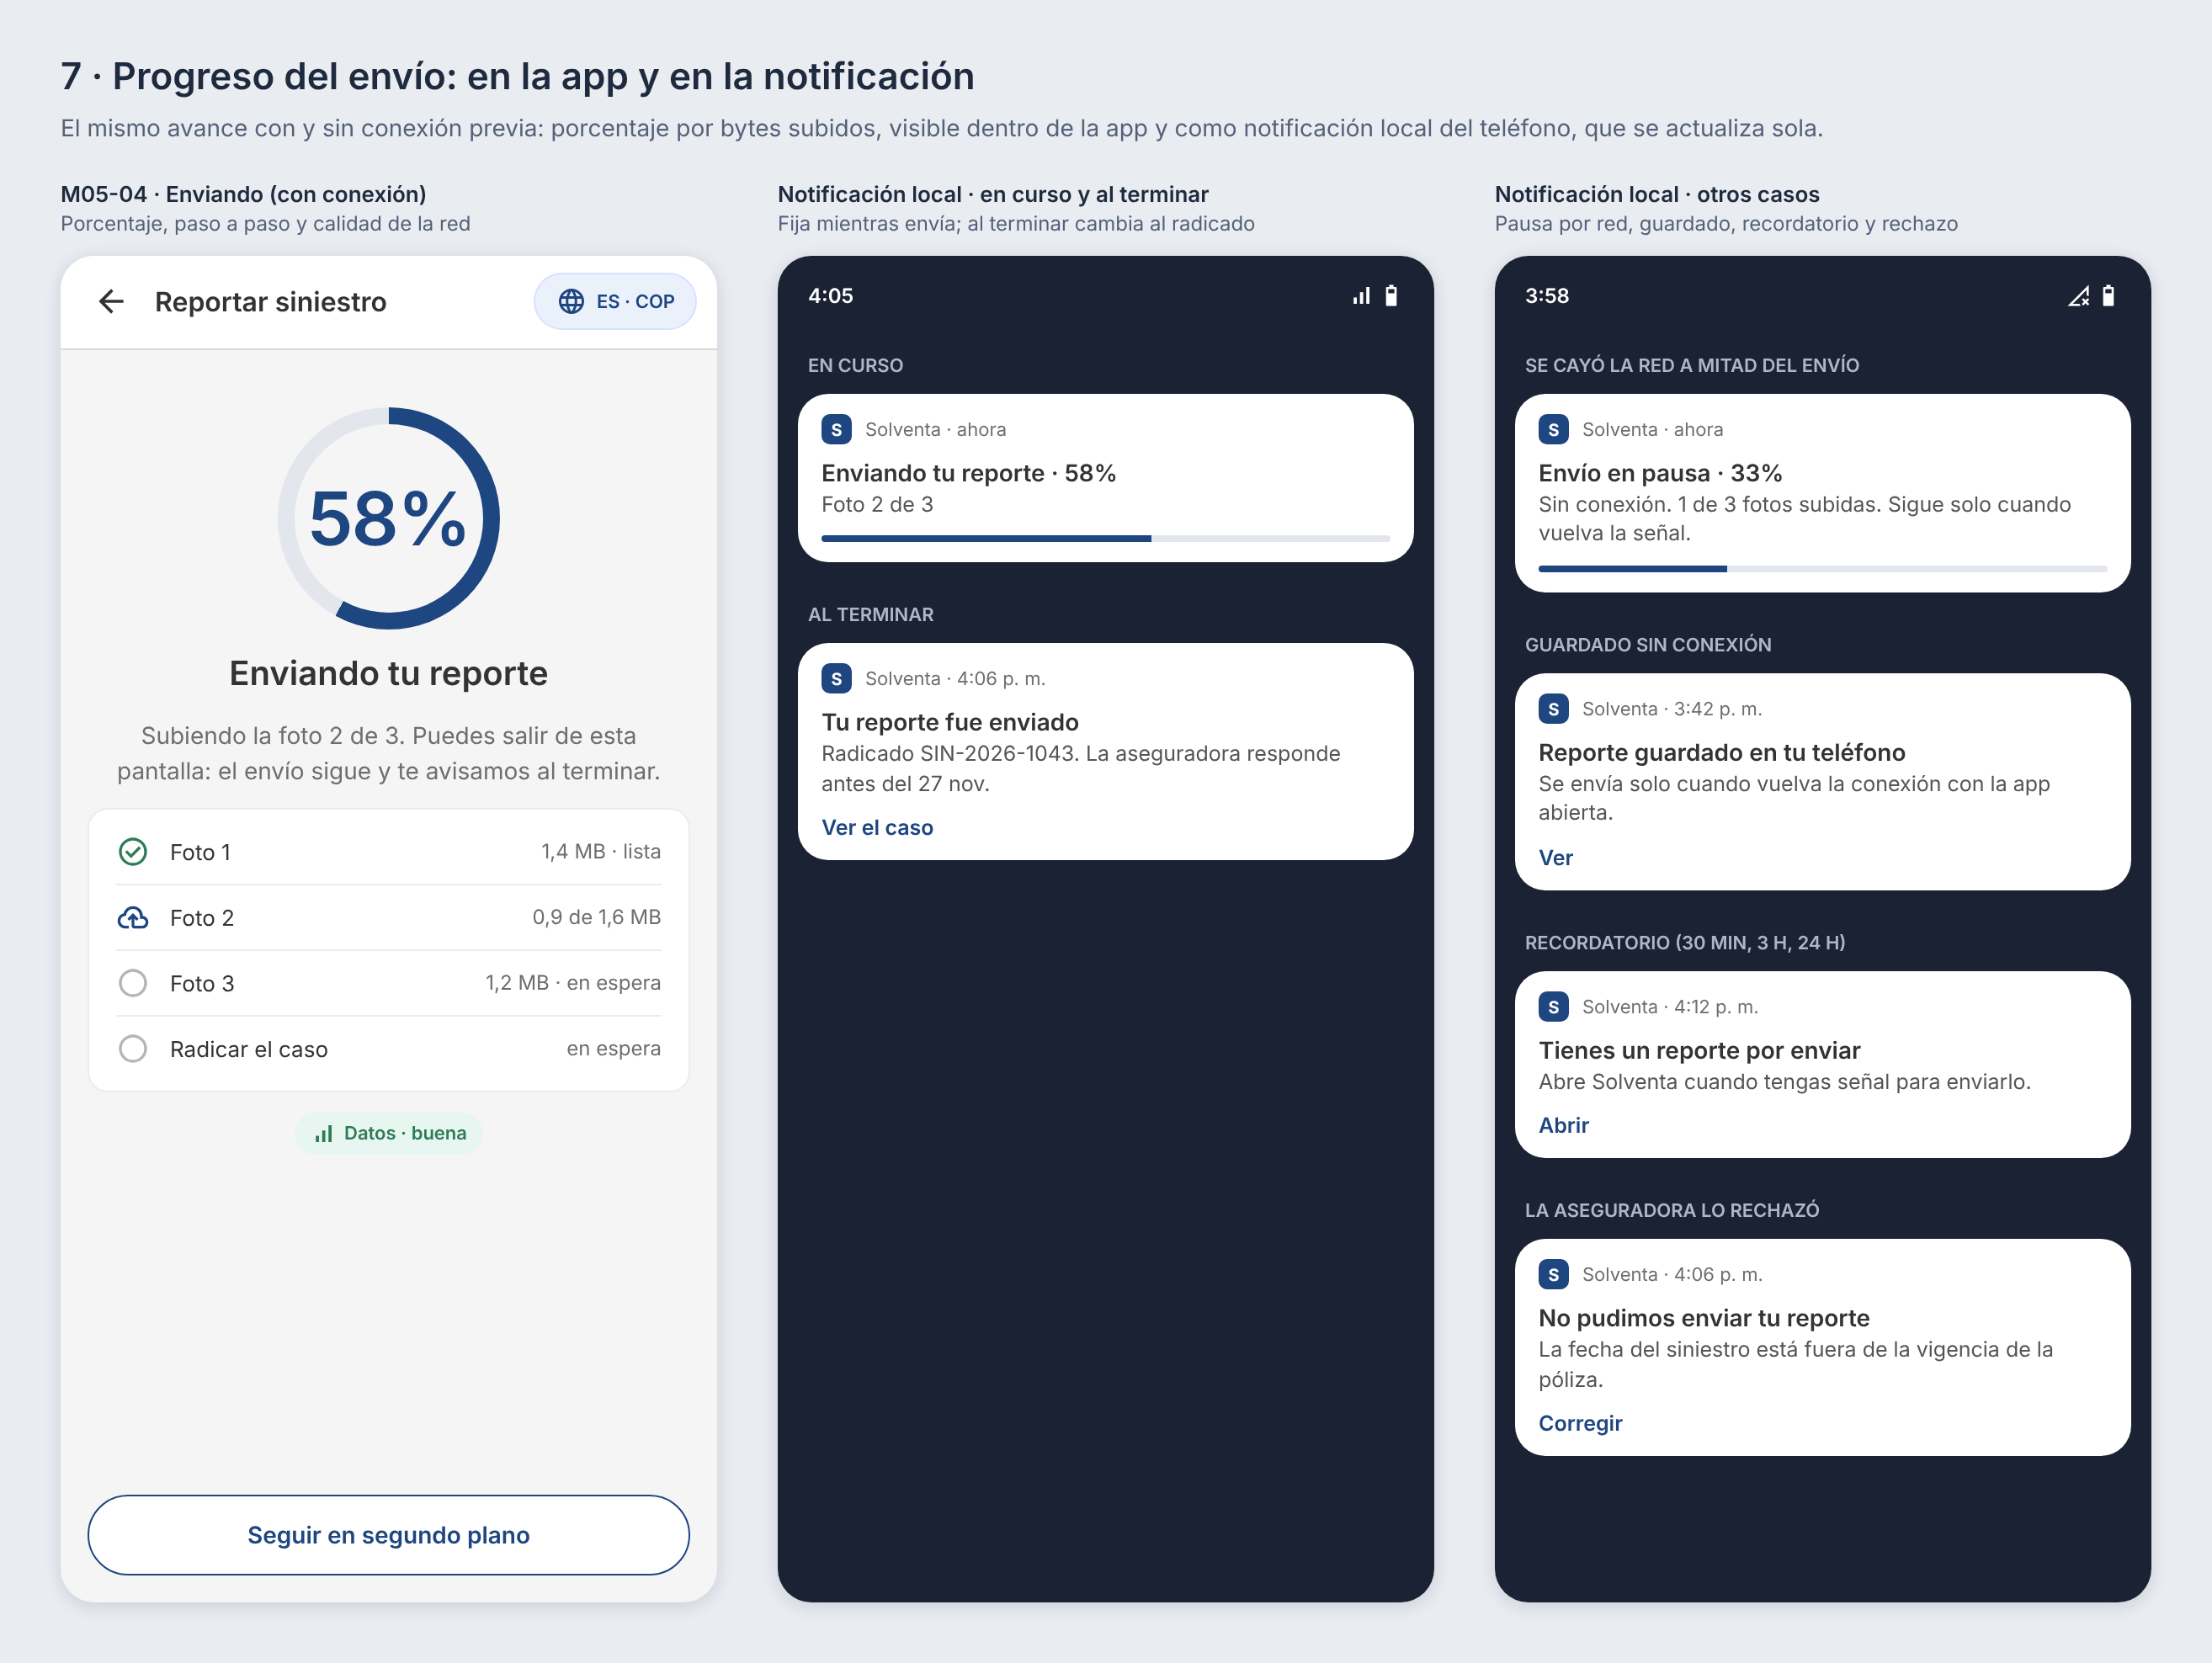 7 · Progreso del envío: en la app y en la notificación
El mismo avance con y sin conexión previa: porcentaje por bytes subidos, visible dentro de la app y como notificación local del teléfono, que se actualiza sola.
M05-04 · Enviando (con conexión)
Porcentaje, paso a paso y calidad de la red
Reportar siniestro
ES · COP
58%
Enviando tu reporte
Subiendo la foto 2 de 3. Puedes salir de esta
pantalla: el envío sigue y te avisamos al terminar.
Foto 1
1,4 MB · lista
Foto 2
0,9 de 1,6 MB
Foto 3
1,2 MB · en espera
Radicar el caso
en espera
Datos · buena
Seguir en segundo plano
Notificación local · en curso y al terminar
Fija mientras envía; al terminar cambia al radicado
4:05
EN CURSO
S
Solventa · ahora
Enviando tu reporte · 58%
Foto 2 de 3
AL TERMINAR
S
Solventa · 4:06 p. m.
Tu reporte fue enviado
Radicado SIN-2026-1043. La aseguradora responde
antes del 27 nov.
Ver el caso
Notificación local · otros casos
Pausa por red, guardado, recordatorio y rechazo
3:58
SE CAYÓ LA RED A MITAD DEL ENVÍO
S
Solventa · ahora
Envío en pausa · 33%
Sin conexión. 1 de 3 fotos subidas. Sigue solo cuando
vuelva la señal.
GUARDADO SIN CONEXIÓN
S
Solventa · 3:42 p. m.
Reporte guardado en tu teléfono
Se envía solo cuando vuelva la conexión con la app
abierta.
Ver
RECORDATORIO (30 MIN, 3 H, 24 H)
S
Solventa · 4:12 p. m.
Tienes un reporte por enviar
Abre Solventa cuando tengas señal para enviarlo.
Abrir
LA ASEGURADORA LO RECHAZÓ
S
Solventa · 4:06 p. m.
No pudimos enviar tu reporte
La fecha del siniestro está fuera de la vigencia de la
póliza.
Corregir